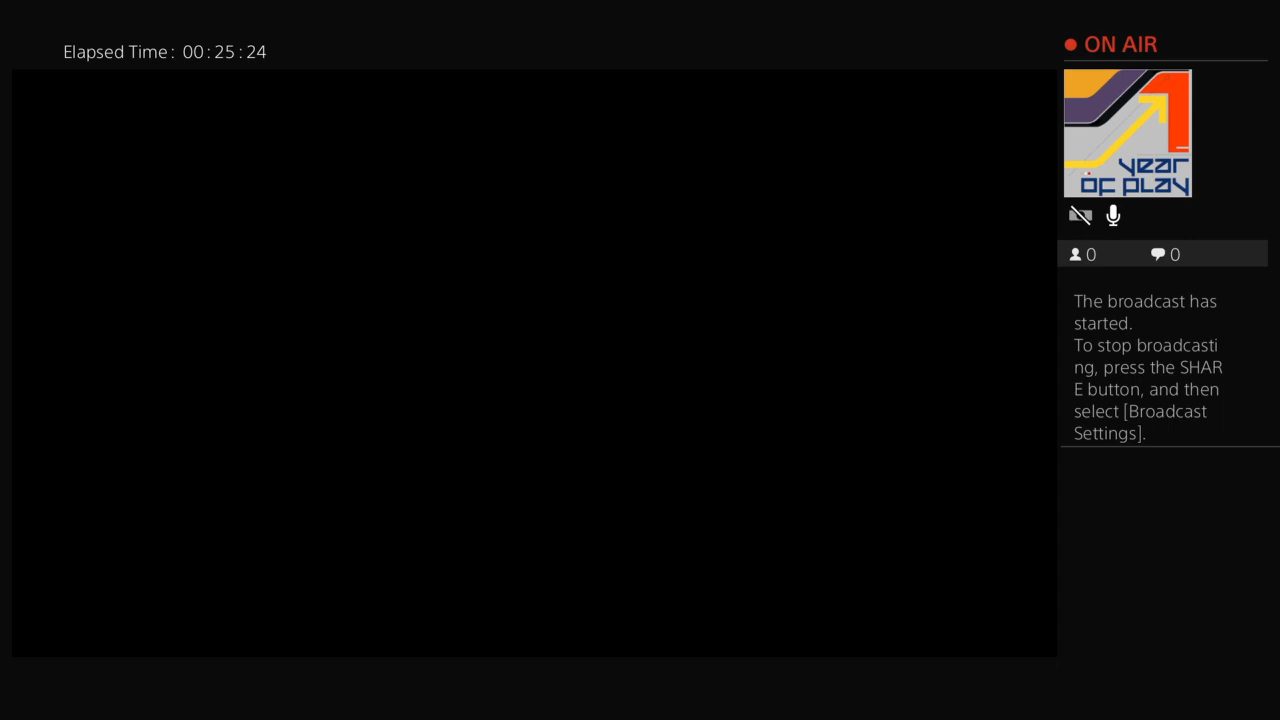 Elapsed Time: 00:25:24
ON AIR
year
of play
0
0
The broadcast has
started.
To stop broadcasti
ng, press the SHAR
E button, and then
select [Broadcast
Settings].